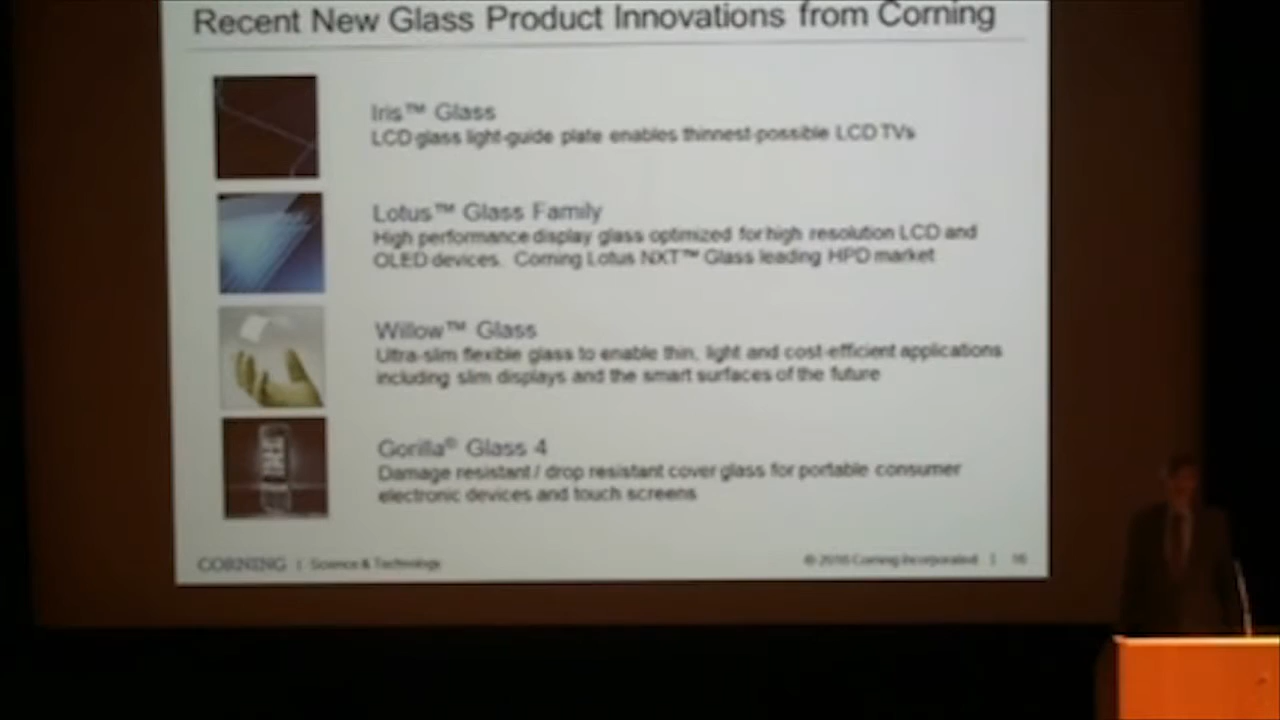 Recent New Glass Product Innovations from Corning
Iris™ Glass
LCD glass light-guide plate enables thinnest-possible LCD TVs
Lotus™ Glass Family
High performance display glass optimized for high resolution LCD and
OLED devices. Corning Lotus NXT™ Glass leading HPD market
Willow™ Glass
Ultra-slim flexible glass to enable thin, light and cost-efficient applications
including slim displays and the smart surfaces of the future
Gorilla® Glass 4
Damage resistant / drop resistant cover glass for portable consumer
electronic devices and touch screens
CORNING | Science & Technology
© Corning Incorporated |